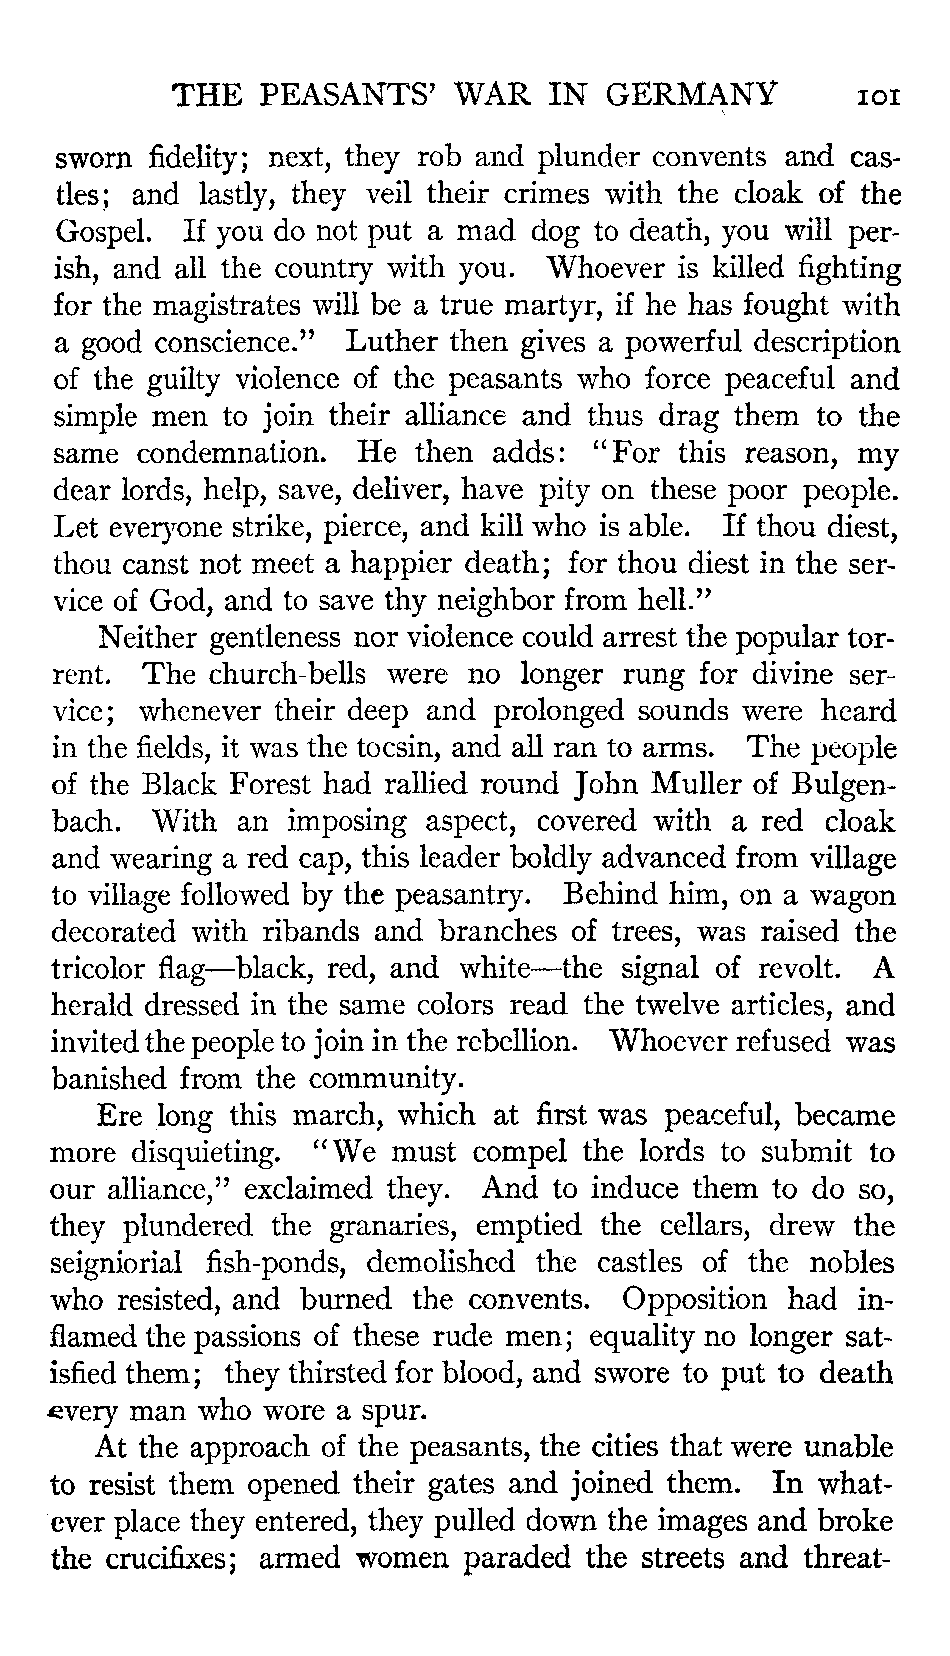 THE PEASANTS' WAR IN GERMANY 101
sworn fidelity; next, they rob and plunder convents and cas-
tles; and lastly, they veil their crimes with the cloak of the
Gospel. If you do not put a mad dog to death, you will per-
ish, and all the country with you. Whoever is killed fighting
for the magistrates will be a true martyr, if he has fought with
a good conscience." Luther then gives a powerful description
of the guilty violence of the peasants who force peaceful and
simple men to join their alliance and thus drag them to the
same condemnation. He then adds: "For this reason, my
dear lords, help, save, deliver, have pity on these poor people.
Let everyone strike, pierce, and kill who is able. If thou diest,
thou canst not meet a happier death; for thou diest in the ser-
vice of God, and to save thy neighbor from hell."
Neither gentleness nor violence could arrest the popular tor-
rent. The church-bells were no longer rung for divine ser-
vice; whenever their deep and prolonged sounds were heard
in the fields, it was the tocsin, and all ran to arms. The people
of the Black Forest had rallied round John Muller of Bulgen-
bach. With an imposing aspect, covered with a red cloak
and wearing a red cap, this leader boldly advanced from village
to village followed by the peasantry. Behind him, on a wagon
decorated with ribands and branches of trees, was raised the
tricolor flag—black, red, and white—the signal of revolt. A
herald dressed in the same colors read the twelve articles, and
invited the people to join in the rebellion. Whoever refused was
banished from the community.
Ere long this march, which at first was peaceful, became
more disquieting. "We must compel the lords to submit to
our alliance," exclaimed they. And to induce them to do so,
they plundered the granaries, emptied the cellars, drew the
seigniorial fish-ponds, demolished the castles of the nobles
who resisted, and burned the convents. Opposition had in-
flamed the passions of these rude men; equality no longer sat-
isfied them; they thirsted for blood, and swore to put to death
every man who wore a spur.
At the approach of the peasants, the cities that were unable
to resist them opened their gates and joined them. In what-
ever place they entered, they pulled down the images and broke
the crucifixes; armed women paraded the streets and threat-